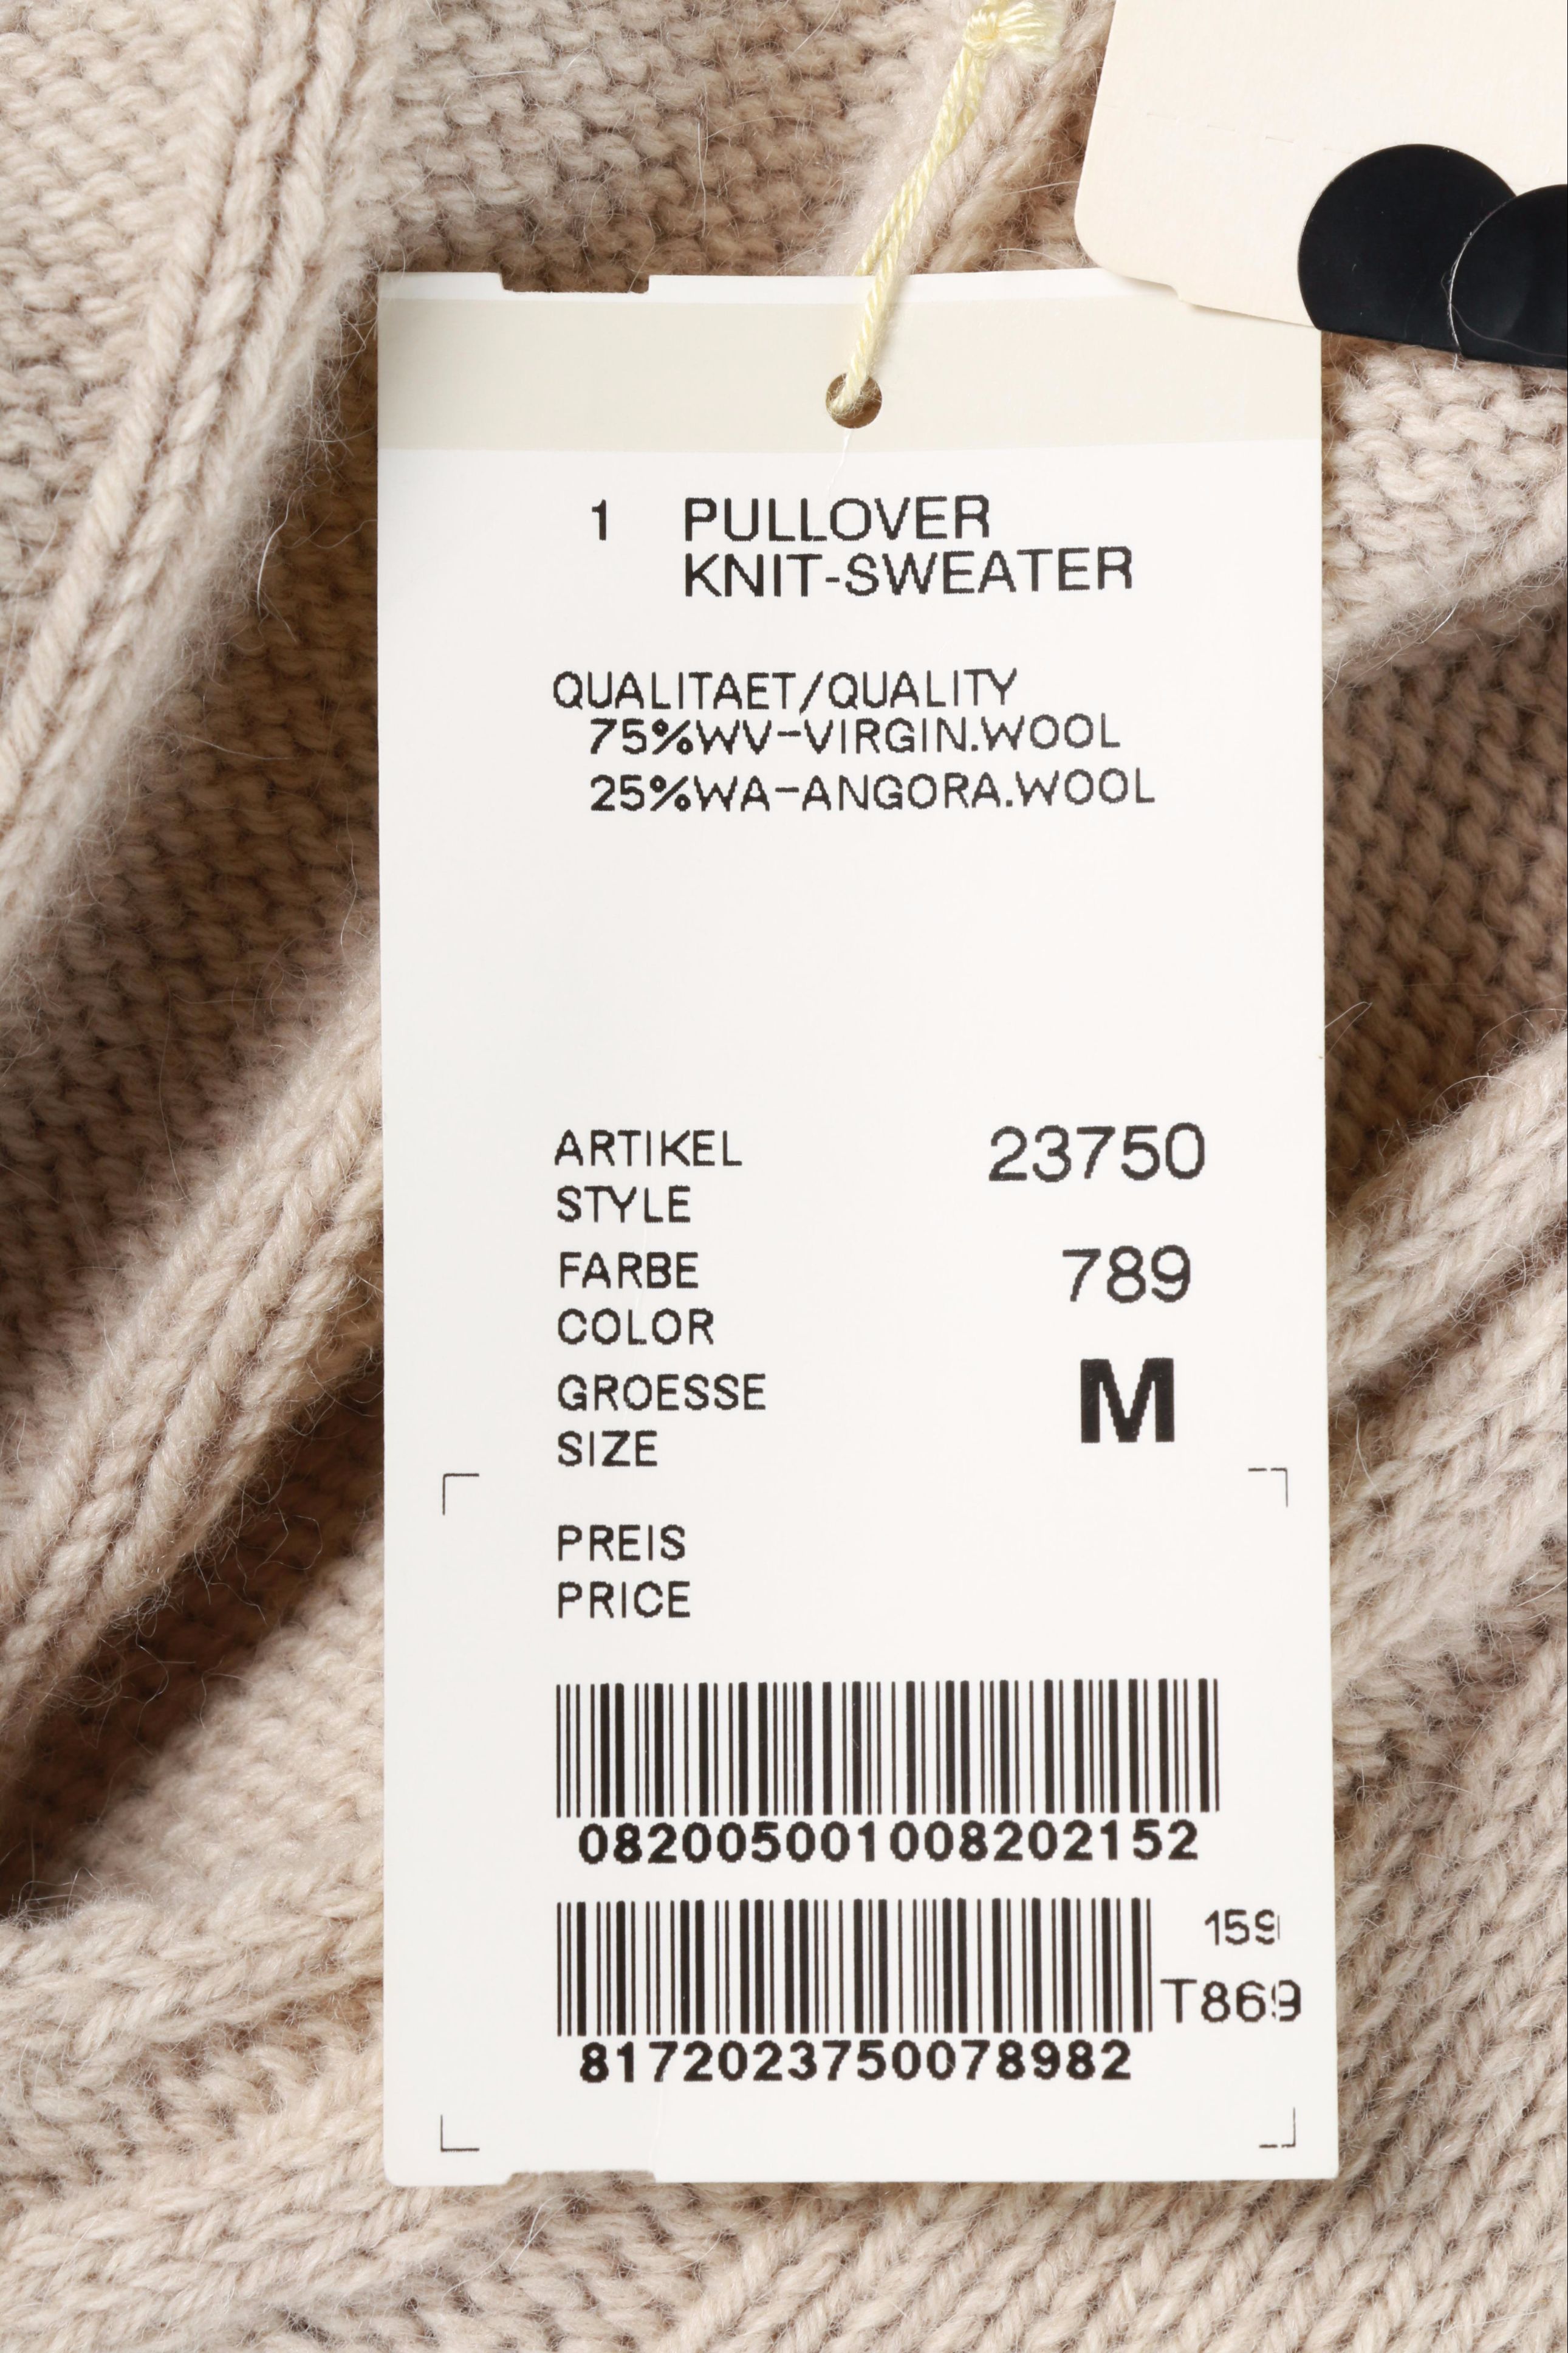 1 PULLOVER
KNIT-SWEATER
QUALITAET/QUALITY
75%WV-VIRGIN.WOOL
25%WA-ANGORA.WOOL
ARTIKEL 23750
STYLE
FARBE 789
COLOR
GROESSE M
SIZE
PREIS
PRICE
082005001008202152
159
T869
8172023750078982